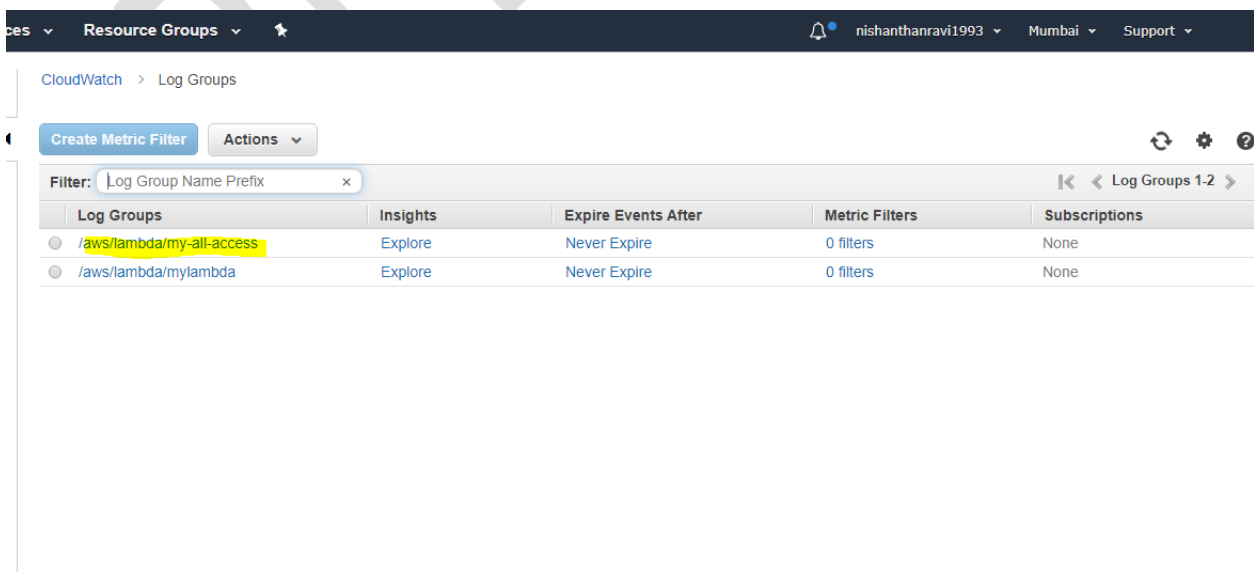 ces Resource Groups nishanthanravi1993 Mumbai Support
CloudWatch > Log Groups
Create Metric Filter Actions
Filter: Log Group Name Prefix × Log Groups 1-2
Log Groups Insights Expire Events After Metric Filters Subscriptions
/aws/lambda/my-all-access Explore Never Expire 0 filters None
/aws/lambda/mylambda Explore Never Expire 0 filters None